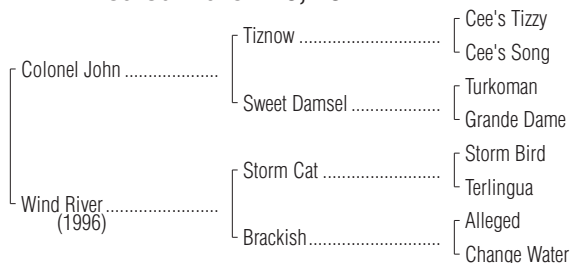 Cee's Tizzy
Tiznow ................................
Cee's Song
Colonel John .....................
Turkoman
Sweet Damsel ....................
Grande Dame
Storm Bird
Storm Cat ..........................
Terlingua
Wind River .........................
(1996)
Alleged
Brackish .............................
Change Water